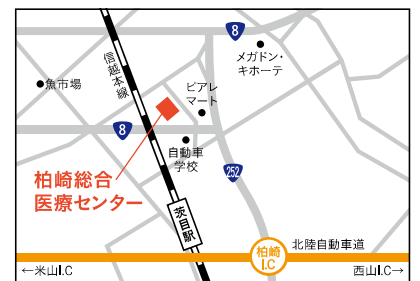 8
メガドン・
キホーテ
信越本線
魚市場
ピアレ
マート
8
自動車
学校
柏崎総合
医療センター
252
茨目駅
柏崎
I.C
北陸自動車道
←米山I.C
西山I.C→